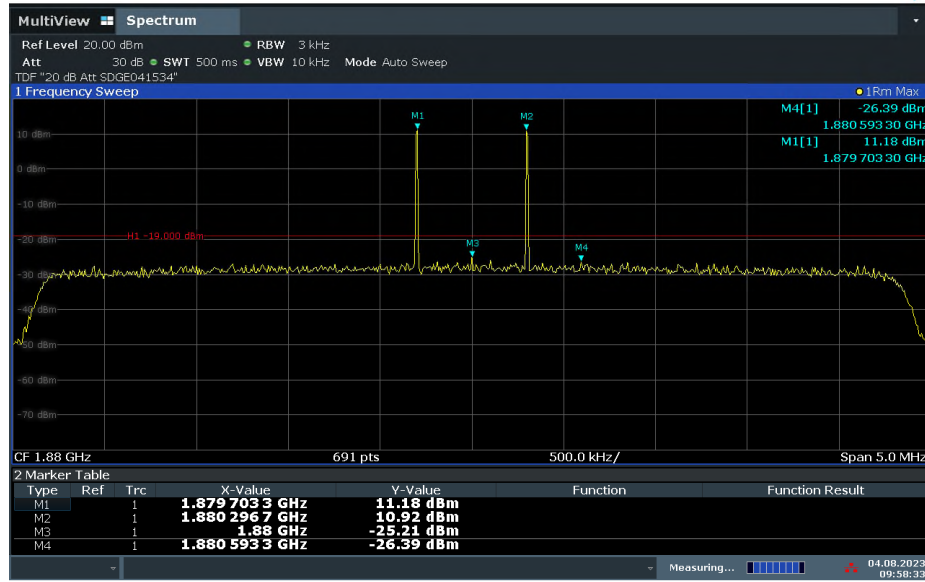 MultiView Spectrum
Ref Level 20.00 dBm RBW 3 kHz
Att 30 dB SWT 500 ms VBW 10 kHz Mode Auto Sweep
TDF "20 dB Att SDGE041534"
1 Frequency Sweep 1Rm Max
M4[1] -26.39 dBm
1.880 593 30 GHz
M1[1] 11.18 dBm
1.879 703 30 GHz
M1 M2
10 dBm
0 dBm
-10 dBm
-20 dBm
H1 -19.000 dBm
M3 M4
-30 dBm
-40 dBm
-50 dBm
-60 dBm
-70 dBm
CF 1.88 GHz 691 pts 500.0 kHz/ Span 5.0 MHz
2 Marker Table
Type Ref Trc X-Value Y-Value Function Function Result
M1 1 1.879 703 3 GHz 11.18 dBm
M2 1 1.880 296 7 GHz 10.92 dBm
M3 1 1.88 GHz -25.21 dBm
M4 1 1.880 593 3 GHz -26.39 dBm
Measuring... 04.08.2023
09:58:33